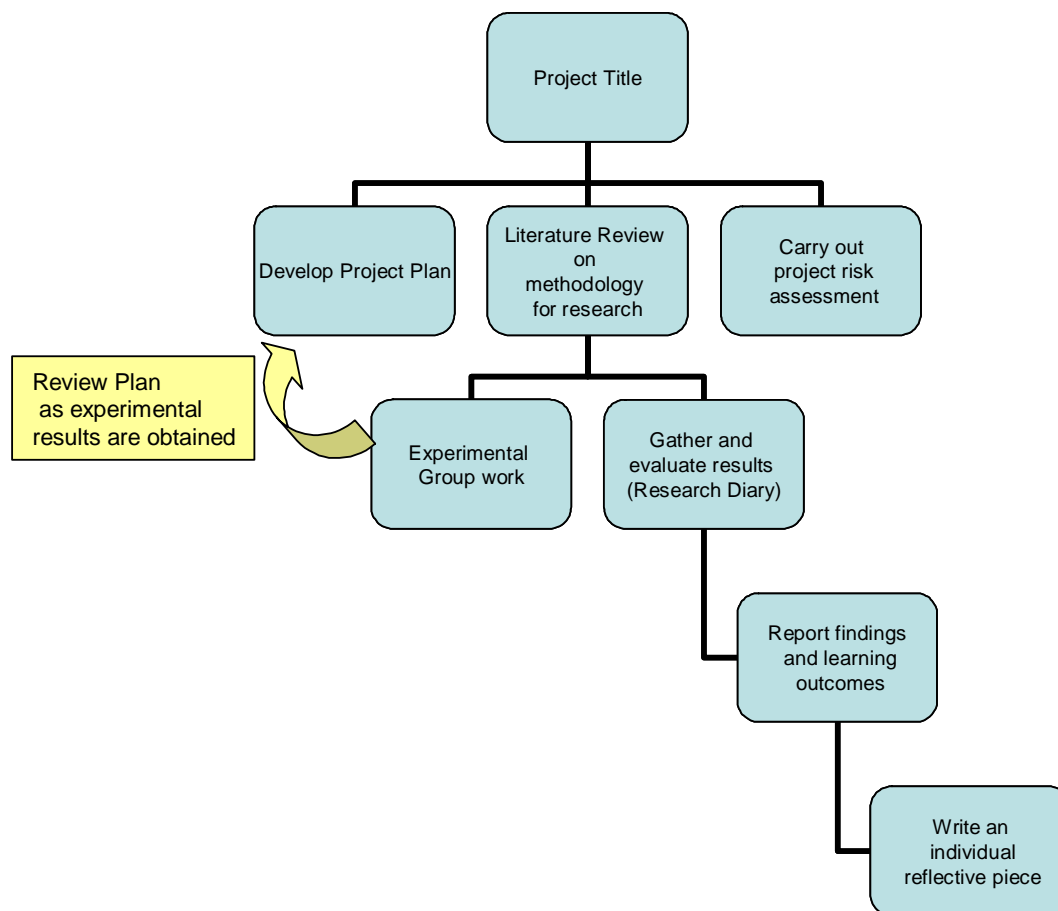 Project Title
Develop Project Plan
Literature Review
on
methodology
for research
Carry out
project risk
assessment
Review Plan
as experimental
results are obtained
Experimental
Group work
Gather and
evaluate results
(Research Diary)
Report findings
and learning
outcomes
Write an
individual
reflective piece